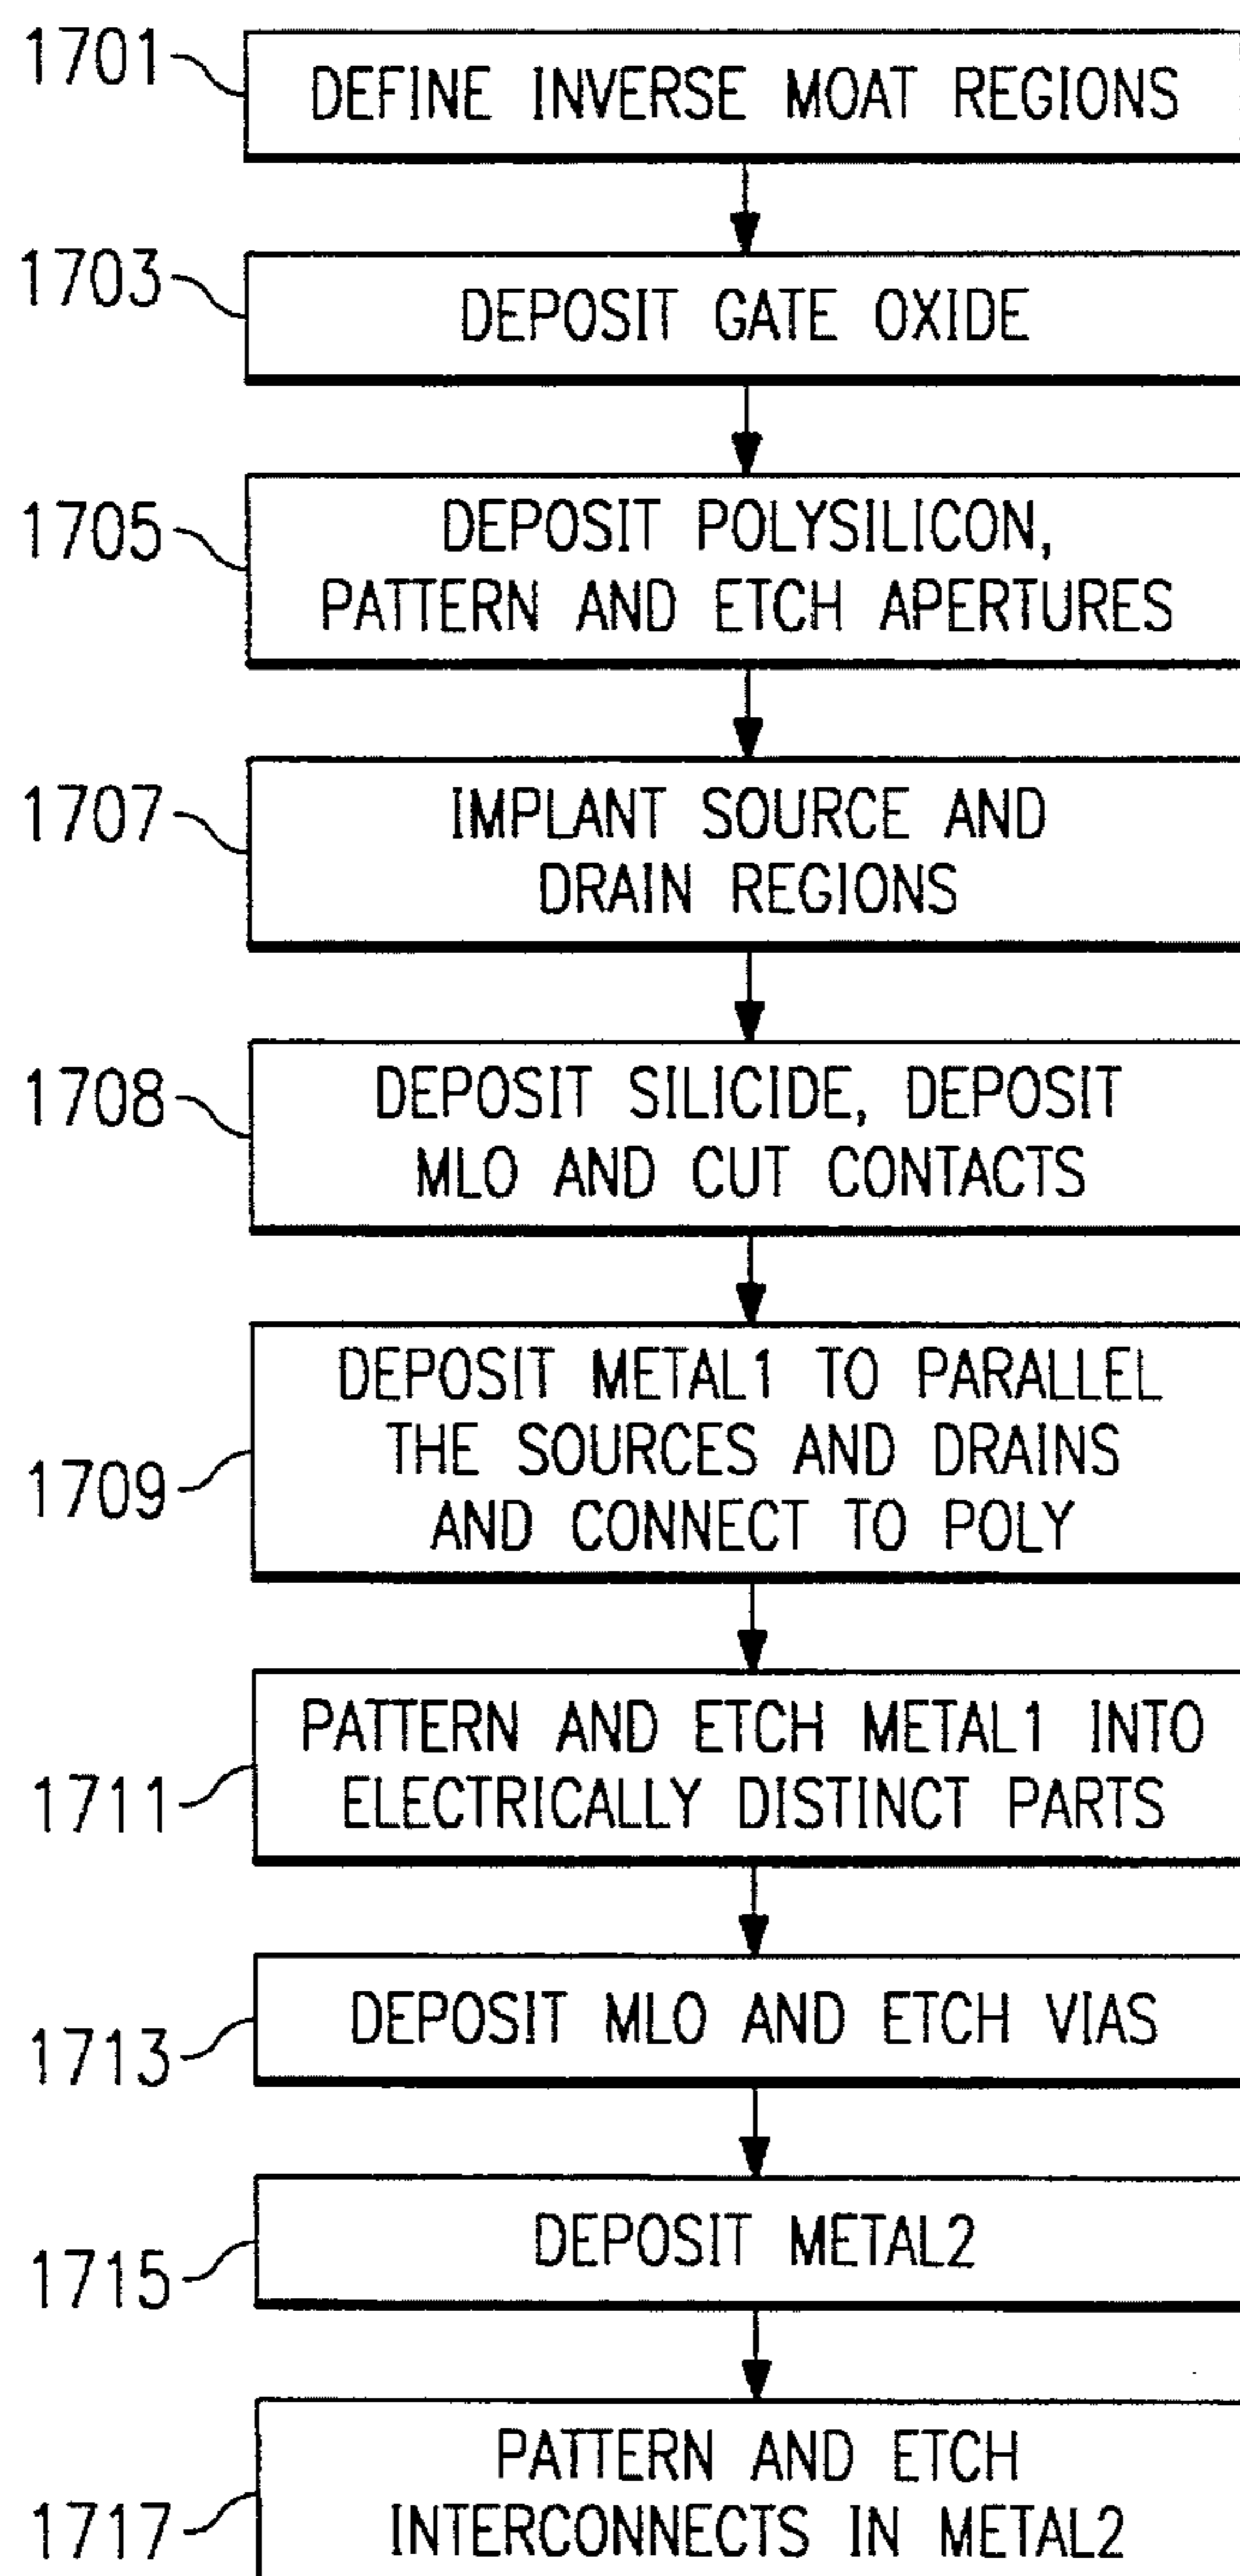 1701
DEFINE INVERSE MOAT REGIONS
1703
DEPOSIT GATE OXIDE
1705
DEPOSIT POLYSILICON,
PATTERN AND ETCH APERTURES
1707
IMPLANT SOURCE AND
DRAIN REGIONS
1708
DEPOSIT SILICIDE, DEPOSIT
MLO AND CUT CONTACTS
1709
DEPOSIT METAL1 TO PARALLEL
THE SOURCES AND DRAINS
AND CONNECT TO POLY
1711
PATTERN AND ETCH METAL1 INTO
ELECTRICALLY DISTINCT PARTS
1713
DEPOSIT MLO AND ETCH VIAS
1715
DEPOSIT METAL2
1717
PATTERN AND ETCH
INTERCONNECTS IN METAL2